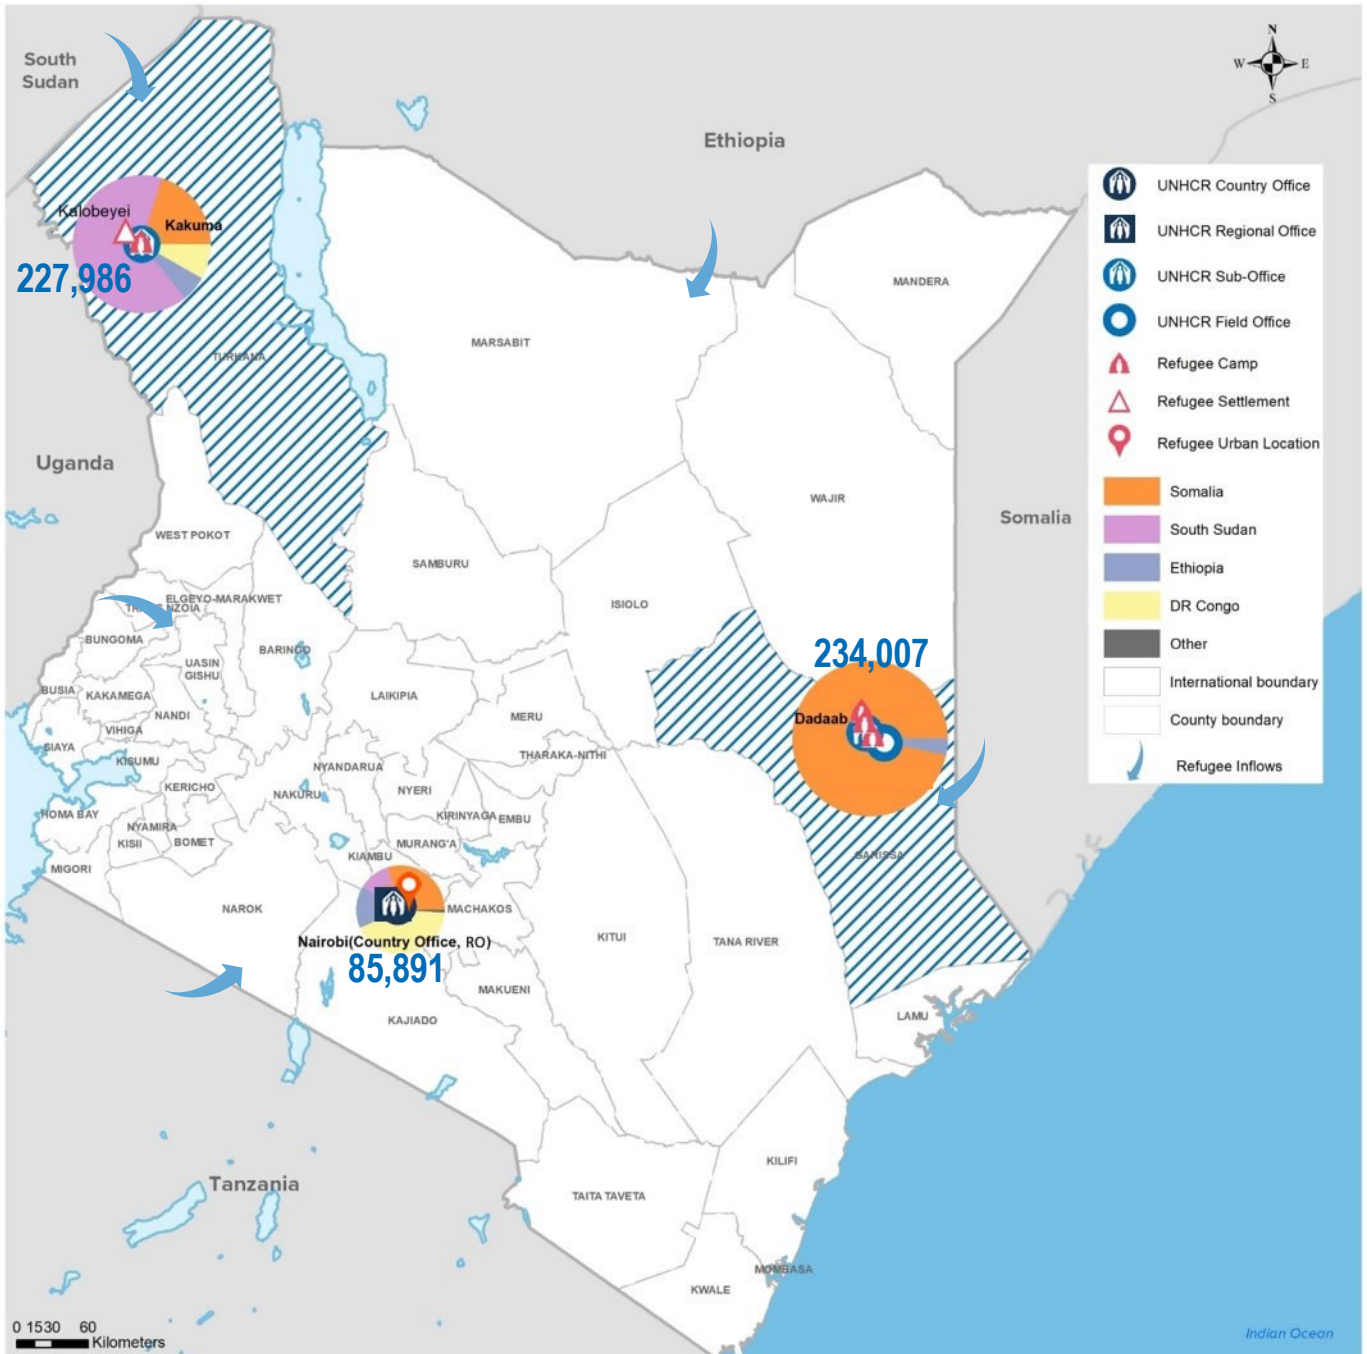 South
Sudan
N
W
E
S
Ethiopia
UNHCR Country Office
UNHCR Regional Office
UNHCR Sub-Office
UNHCR Field Office
Refugee Camp
Refugee Settlement
Refugee Urban Location
Somalia
South Sudan
Ethiopia
DR Congo
Other
International boundary
County boundary
Refugee Inflows
Kalobeyei
Kakuma
227,986
MANDERA
MARSABIT
TURKANA
Uganda
WAJIR
Somalia
WEST POKOT
SAMBURU
ISIOLO
ELGEYO-MARAKWET
TRANS NZOIA
BUNGOMA
BARINGO
234,007
UASIN
GISHU
BUSIA
KAKAMEGA
LAIKIPIA
NANDI
MERU
Dadaab
VIHIGA
SIAYA
KISUMU
THARAKA-NITHI
NYANDARUA
KERICHO
NAKURU
NYERI
HOMA BAY
KIRINYAGA
EMBU
NYAMIRA
KISII
BOMET
MURANG'A
KIAMBU
GARISSA
MIGORI
NAROK
MACHAKOS
KITUI
TANA RIVER
Nairobi(Country Office, RO)
85,891
MAKUENI
LAMU
KAJIADO
KILIFI
Tanzania
TAITA TAVETA
MOMBASA
KWALE
0 1530 60
Kilometers
Indian Ocean